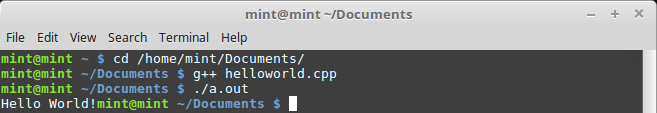 mint@mint ~/Documents
File Edit View Search Terminal Help
mint@mint ~ $ cd /home/mint/Documents/
mint@mint ~/Documents $ g++ helloworld.cpp
mint@mint ~/Documents $ ./a.out
Hello World!mint@mint ~/Documents $